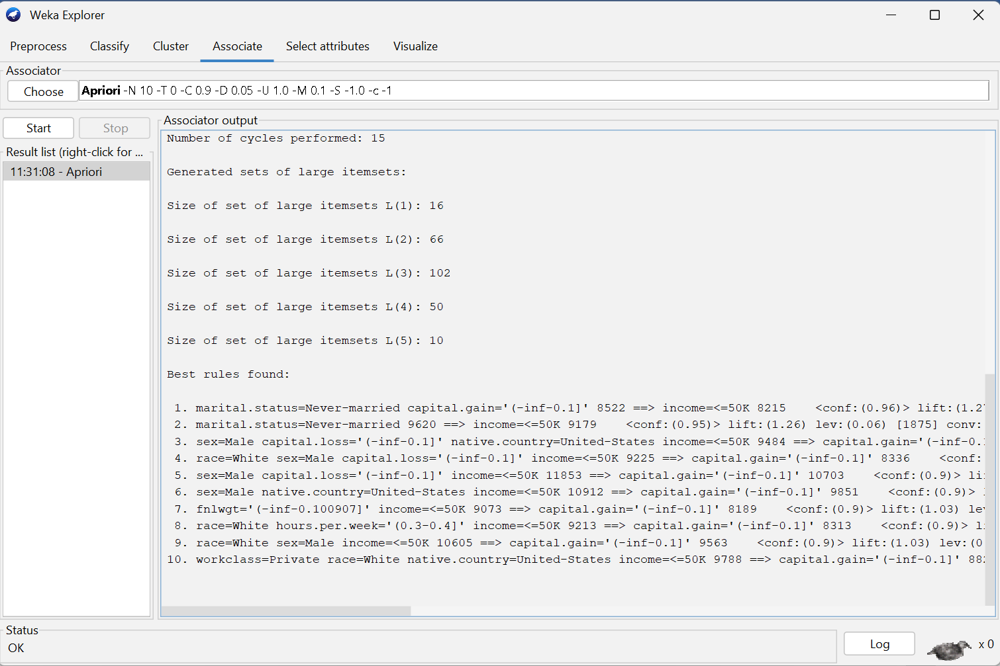 Weka Explorer
Preprocess Classify Cluster Associate Select attributes Visualize
Associator
Choose Apriori -N 10 -T 0 -C 0.9 -D 0.05 -U 1.0 -M 0.1 -S -1.0 -c -1
Start Stop
Result list (right-click for ...
11:31:08 - Apriori
Associator output
Number of cycles performed: 15
Generated sets of large itemsets:
Size of set of large itemsets L(1): 16
Size of set of large itemsets L(2): 66
Size of set of large itemsets L(3): 102
Size of set of large itemsets L(4): 50
Size of set of large itemsets L(5): 10
Best rules found:
1. marital.status=Never-married capital.gain='(-inf-0.1]' 8522 ==> income=<=50K 8215 <conf:(0.96)> lift:(1.27
2. marital.status=Never-married 9620 ==> income=<=50K 9179 <conf:(0.95)> lift:(1.26) lev:(0.06) [1875] conv:
3. sex=Male capital.loss='(-inf-0.1]' native.country=United-States income=<=50K 9484 ==> capital.gain='(-inf-0.1
4. race=White sex=Male capital.loss='(-inf-0.1]' income=<=50K 9225 ==> capital.gain='(-inf-0.1]' 8336 <conf:
5. sex=Male capital.loss='(-inf-0.1]' income=<=50K 11853 ==> capital.gain='(-inf-0.1]' 10703 <conf:(0.9)> li
6. sex=Male native.country=United-States income=<=50K 10912 ==> capital.gain='(-inf-0.1]' 9851 <conf:(0.9)>
7. fnlwgt='(-inf-0.100907]' income=<=50K 9073 ==> capital.gain='(-inf-0.1]' 8189 <conf:(0.9)> lift:(1.03) le
8. race=White hours.per.week='(0.3-0.4]' income=<=50K 9213 ==> capital.gain='(-inf-0.1]' 8313 <conf:(0.9)> l
9. race=White sex=Male income=<=50K 10605 ==> capital.gain='(-inf-0.1]' 9563 <conf:(0.9)> lift:(1.03) lev:(0
10. workclass=Private race=White native.country=United-States income=<=50K 9788 ==> capital.gain='(-inf-0.1]' 88
Status
OK
Log
x 0